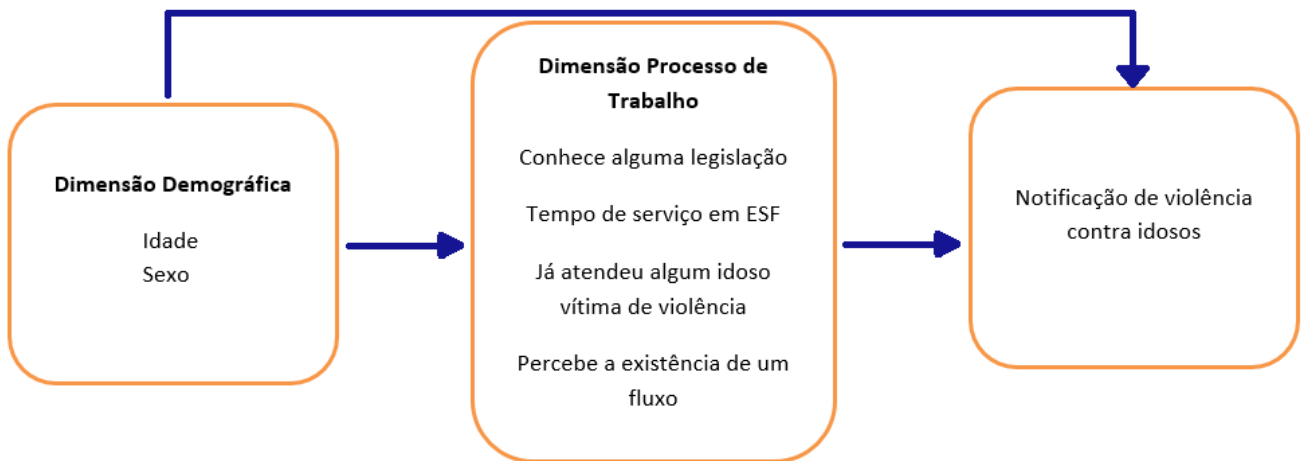 Dimensão Demográfica
Idade
Sexo
Dimensão Processo de
Trabalho
Conhece alguma legislação
Tempo de serviço em ESF
Já atendeu algum idoso
vítima de violência
Percebe a existência de um
fluxo
Notificação de violência
contra idosos